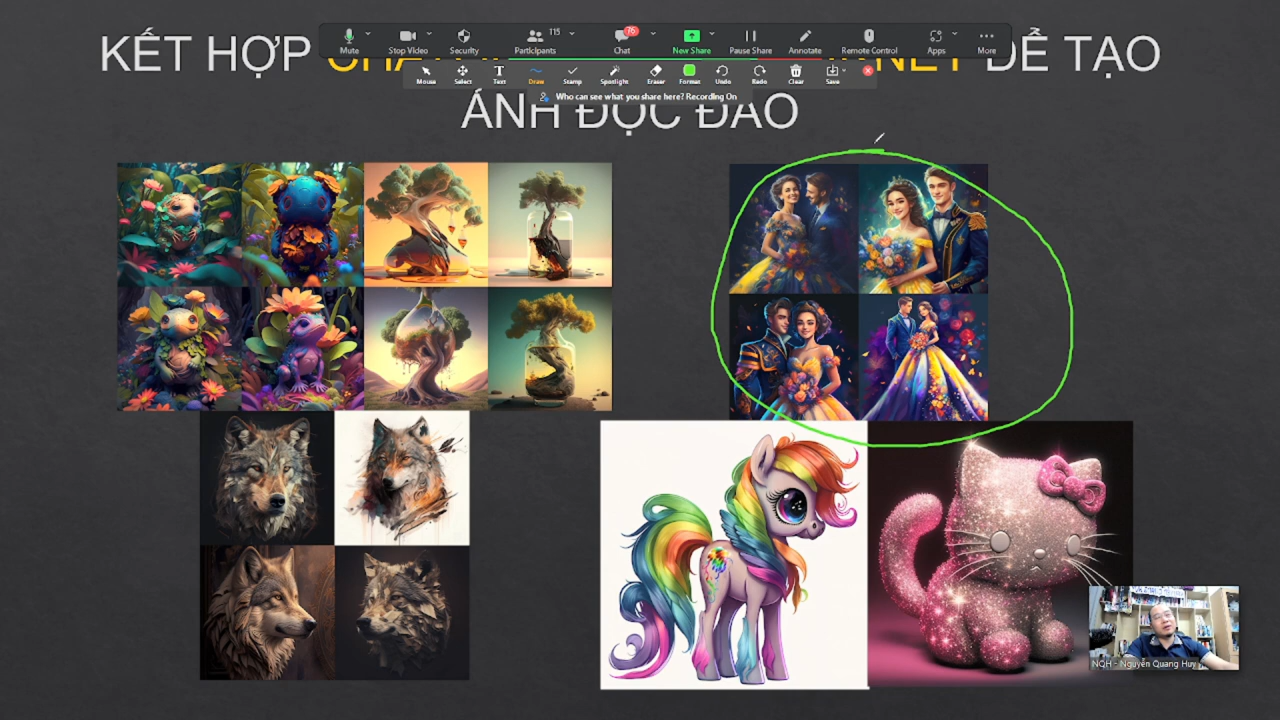 KẾT HỢP ĐỂ TẠO
ẢNH ĐỘC ĐÁO
Mute
Stop Video
Security
Participants
115
Chat
76
New Share
Pause Share
Annotate
Remote Control
Apps
More
Mouse
Select
Text
Draw
Stamp
Spotlight
Eraser
Format
Undo
Redo
Clear
Save
Who can see what you share here? Recording On
NQH - Nguyễn Quang Huy